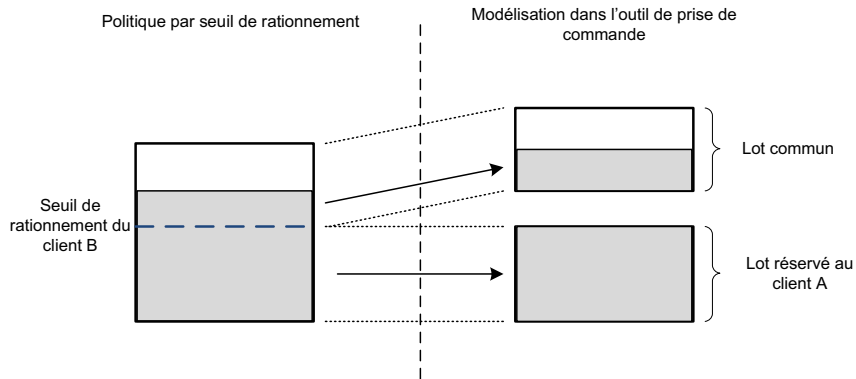 Politique par seuil de rationnement
Modélisation dans l'outil de prise de
commande
Seuil de
rationnement du
client B
Lot commun
Lot réservé au
client A